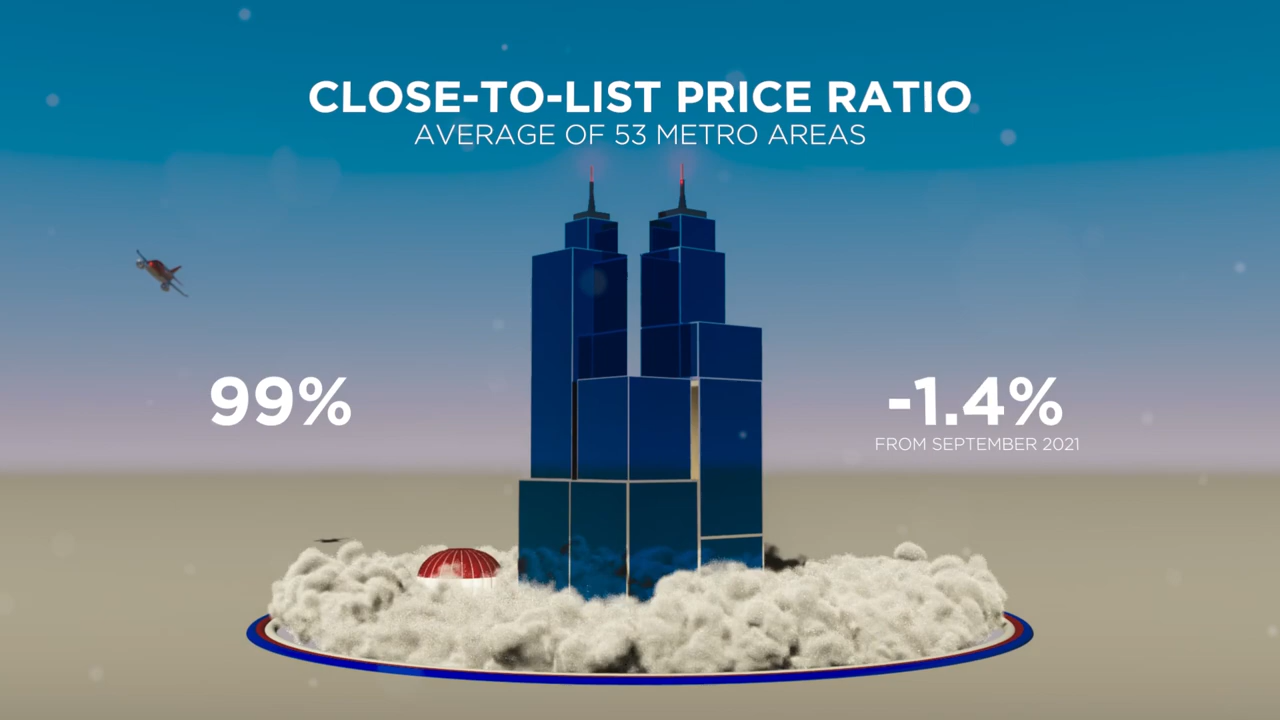 CLOSE-TO-LIST PRICE RATIO
AVERAGE OF 53 METRO AREAS
99%
-1.4%
FROM SEPTEMBER 2021